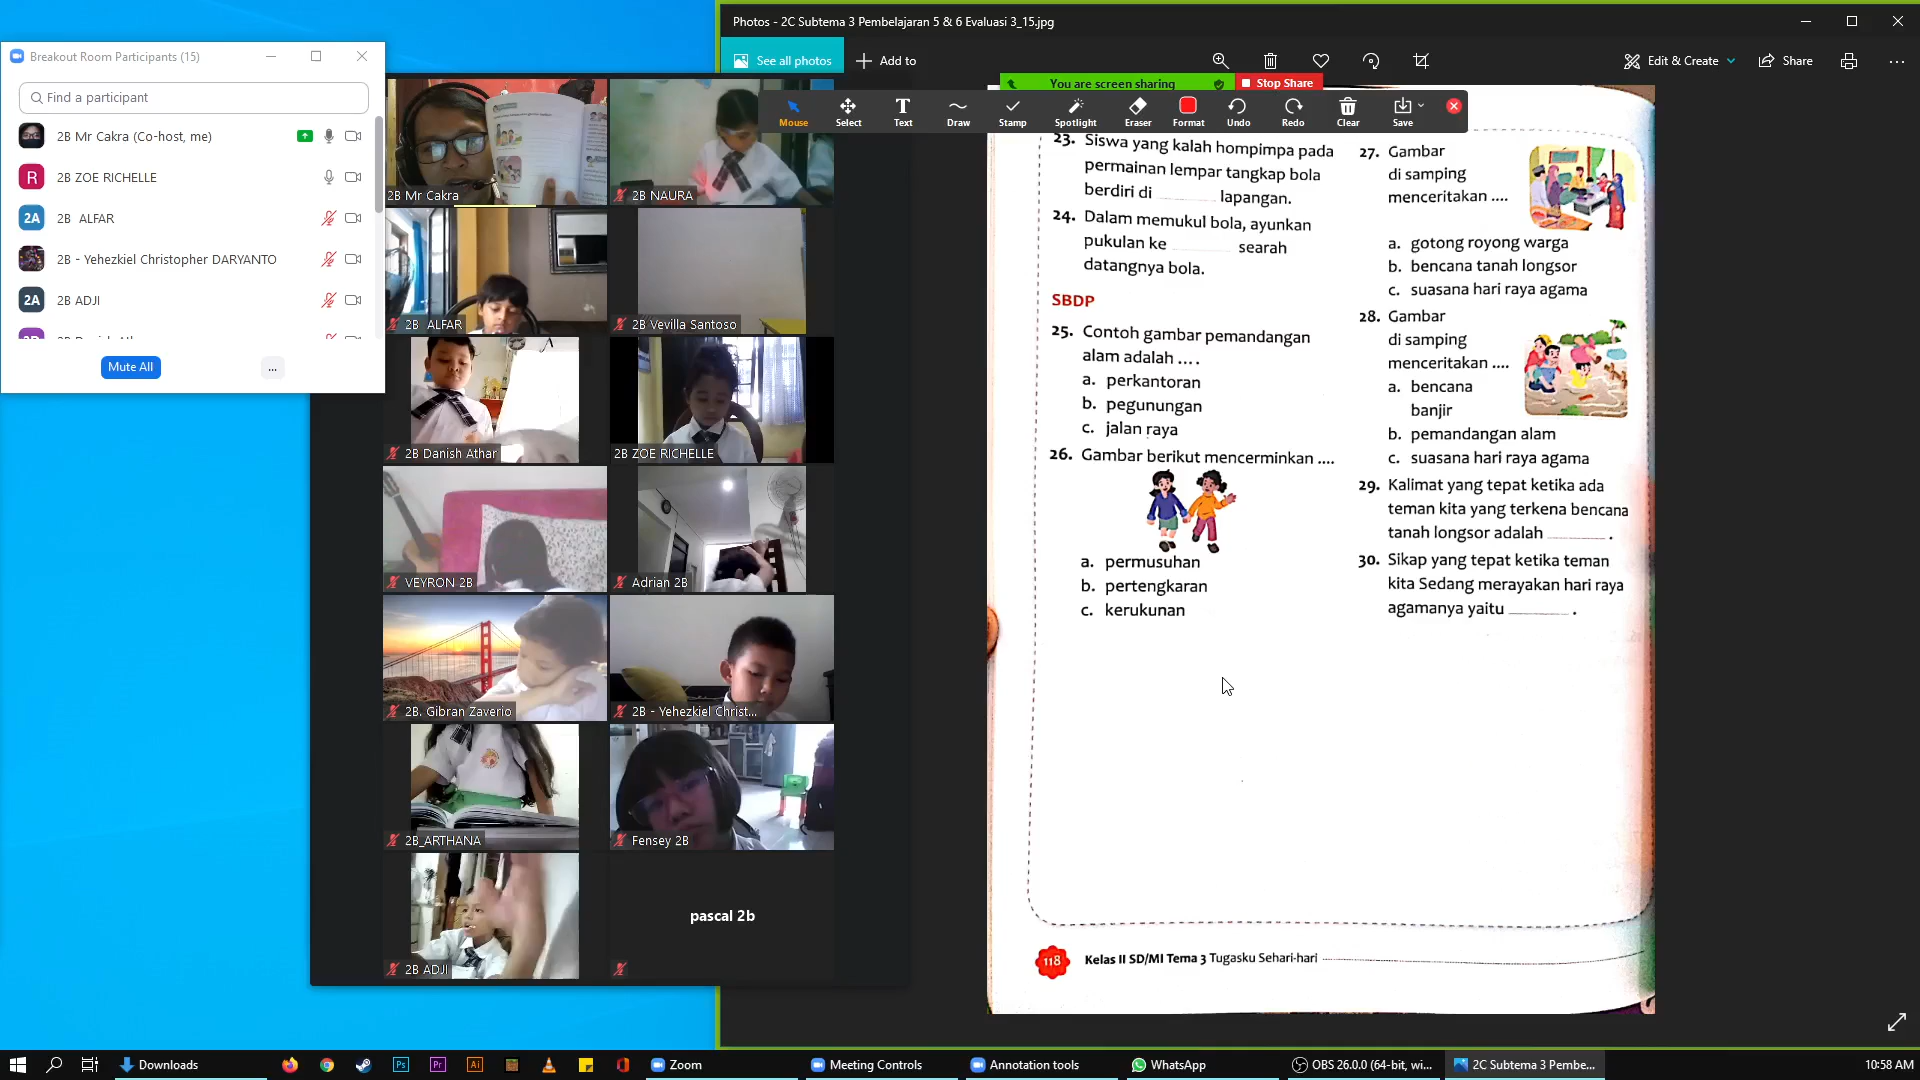 Photos - 2C Subtema 3 Pembelajaran 5 & 6 Evaluasi 3_15.jpg
See all photos
Add to
Edit & Create
Share
You are screen sharing
Stop Share
Mouse
Select
Text
Draw
Stamp
Spotlight
Eraser
Format
Undo
Redo
Clear
Save
Breakout Room Participants (15)
Find a participant
2B Mr Cakra (Co-host, me)
R
2B ZOE RICHELLE
2A
2B ALFAR
2B - Yehezkiel Christopher DARYANTO
2A
2B ADJI
Mute All
...
2B Mr Cakra
2B NAURA
2B ALFAR
2B Vevilla Santoso
2B Danish Athar
2B ZOE RICHELLE
VEYRON 2B
Adrian 2B
2B. Gibran Zaverio
2B - Yehezkiel Christ...
2B_ARTHANA
Fensey 2B
2B ADJI
pascal 2b
23. Siswa yang kalah hompimpa pada
permainan lempar tangkap bola
berdiri di ________ lapangan.
24. Dalam memukul bola, ayunkan
pukulan ke ________ searah
datangnya bola.
SBDP
25. Contoh gambar pemandangan
alam adalah ....
a. perkantoran
b. pegunungan
c. jalan raya
26. Gambar berikut mencerminkan ....
a. permusuhan
b. pertengkaran
c. kerukunan
27. Gambar
di samping
menceritakan ....
a. gotong royong warga
b. bencana tanah longsor
c. suasana hari raya agama
28. Gambar
di samping
menceritakan ....
a. bencana
banjir
b. pemandangan alam
c. suasana hari raya agama
29. Kalimat yang tepat ketika ada
teman kita yang terkena bencana
tanah longsor adalah ________ .
30. Sikap yang tepat ketika teman
kita Sedang merayakan hari raya
agamanya yaitu ________ .
118
Kelas II SD/MI Tema 3 Tugasku Sehari-hari
Downloads
Ps
Pr
Ai
Zoom
Meeting Controls
Annotation tools
WhatsApp
OBS 26.0.0 (64-bit, wi...
2C Subtema 3 Pembe...
10:58 AM